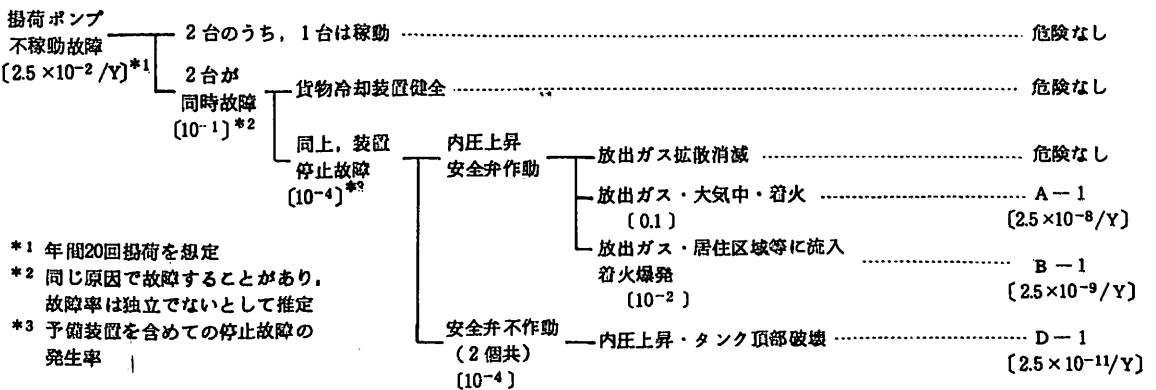 揚荷ポンプ
不稼動故障
〔2.5×10⁻²/Y〕*1
2台のうち，1台は稼動
危険なし
2台が
同時故障
〔10⁻¹〕*2
貨物冷却装置健全
危険なし
同上，装置
停止故障
〔10⁻⁴〕*3
内圧上昇
安全弁作動
放出ガス拡散消滅
危険なし
放出ガス・大気中・着火
〔0.1〕
A－1
〔2.5×10⁻⁸/Y〕
放出ガス・居住区域等に流入
着火爆発
〔10⁻²〕
B－1
〔2.5×10⁻⁹/Y〕
安全弁不作動
（2個共）
〔10⁻⁴〕
内圧上昇・タンク頂部破壊
D－1
〔2.5×10⁻¹¹/Y〕
*1 年間20回揚荷を想定
*2 同じ原因で故障することがあり，
故障率は独立でないとして推定
*3 予備装置を含めての停止故障の
発生率